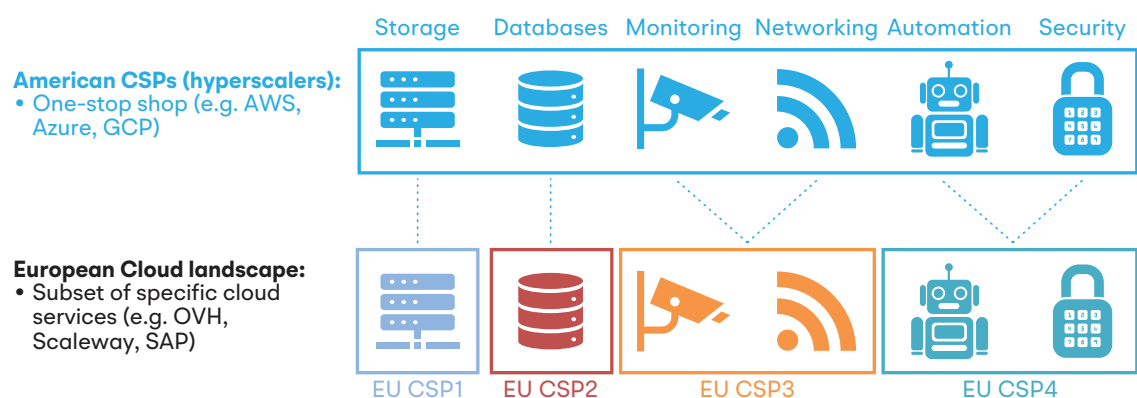 Storage Databases Monitoring Networking Automation Security
American CSPs (hyperscalers):
• One-stop shop (e.g. AWS,
Azure, GCP)
1 2 3
4 5 6
7 8 9
European Cloud landscape:
• Subset of specific cloud
services (e.g. OVH,
Scaleway, SAP)
1 2 3
4 5 6
7 8 9
EU CSP1 EU CSP2 EU CSP3 EU CSP4